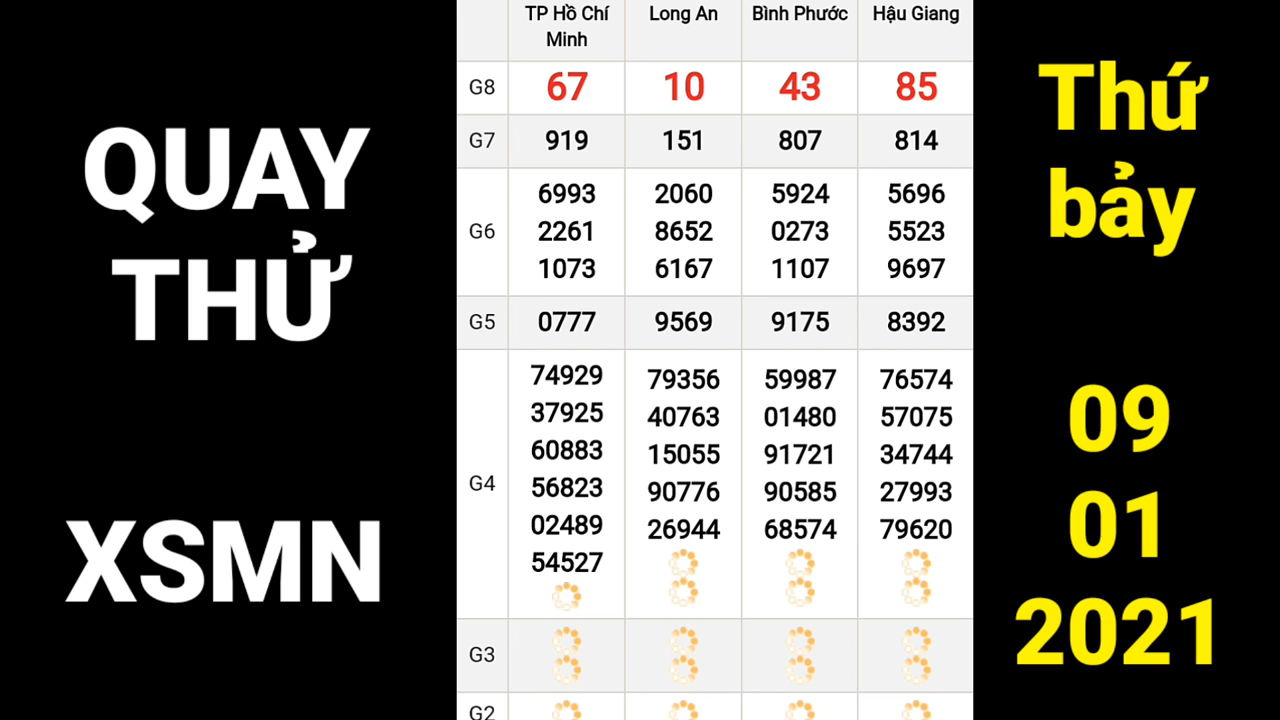 QUAY
THỬ
XSMN
TP Hồ Chí Minh Long An Bình Phước Hậu Giang
G8 67 10 43 85
G7 919 151 807 814
G6 6993 2060 5924 5696
2261 8652 0273 5523
1073 6167 1107 9697
G5 0777 9569 9175 8392
G4 74929 79356 59987 76574
37925 40763 01480 57075
60883 15055 91721 34744
56823 90776 90585 27993
02489 26944 68574 79620
54527
G3
G2
Thứ
bảy
09
01
2021